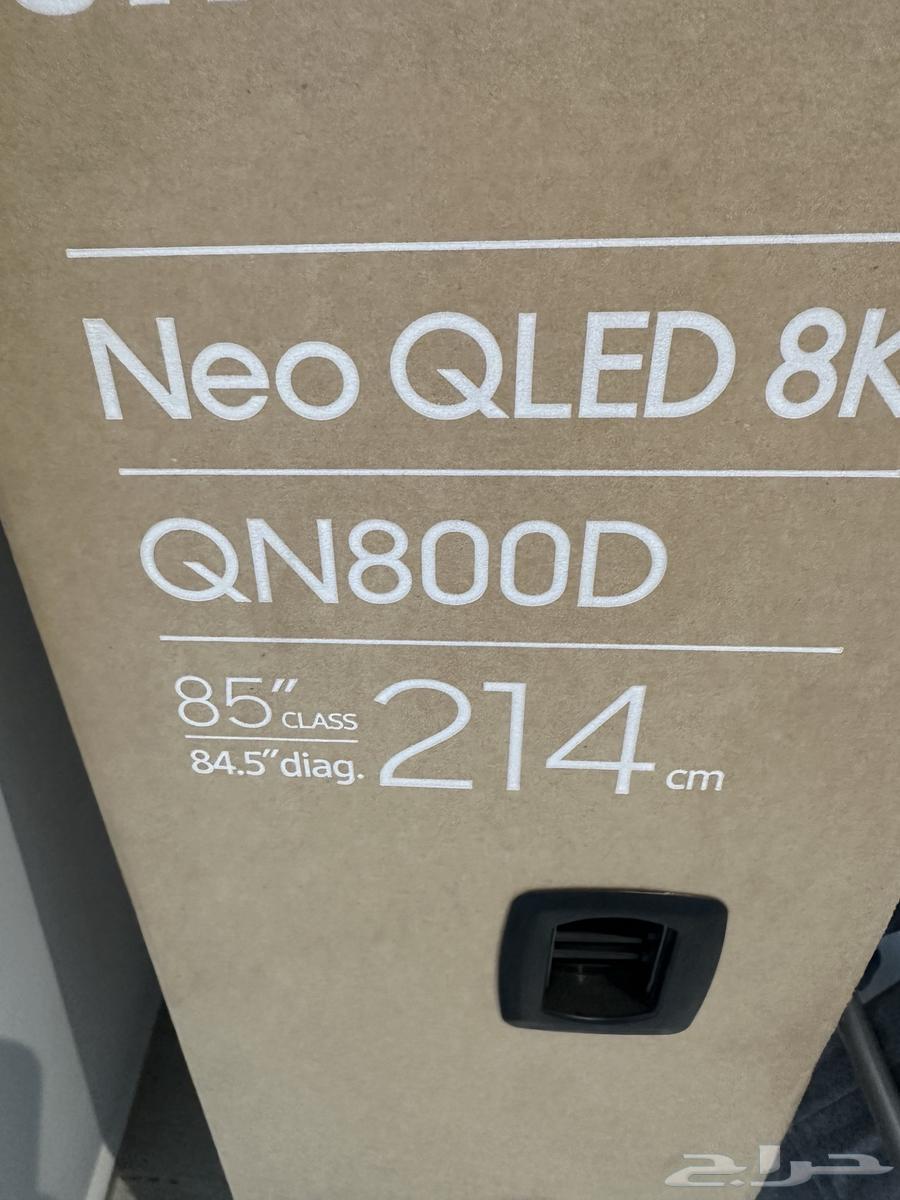 Neo QLED 8K
QN800D
85" CLASS
84.5" diag.
214 cm
حراج